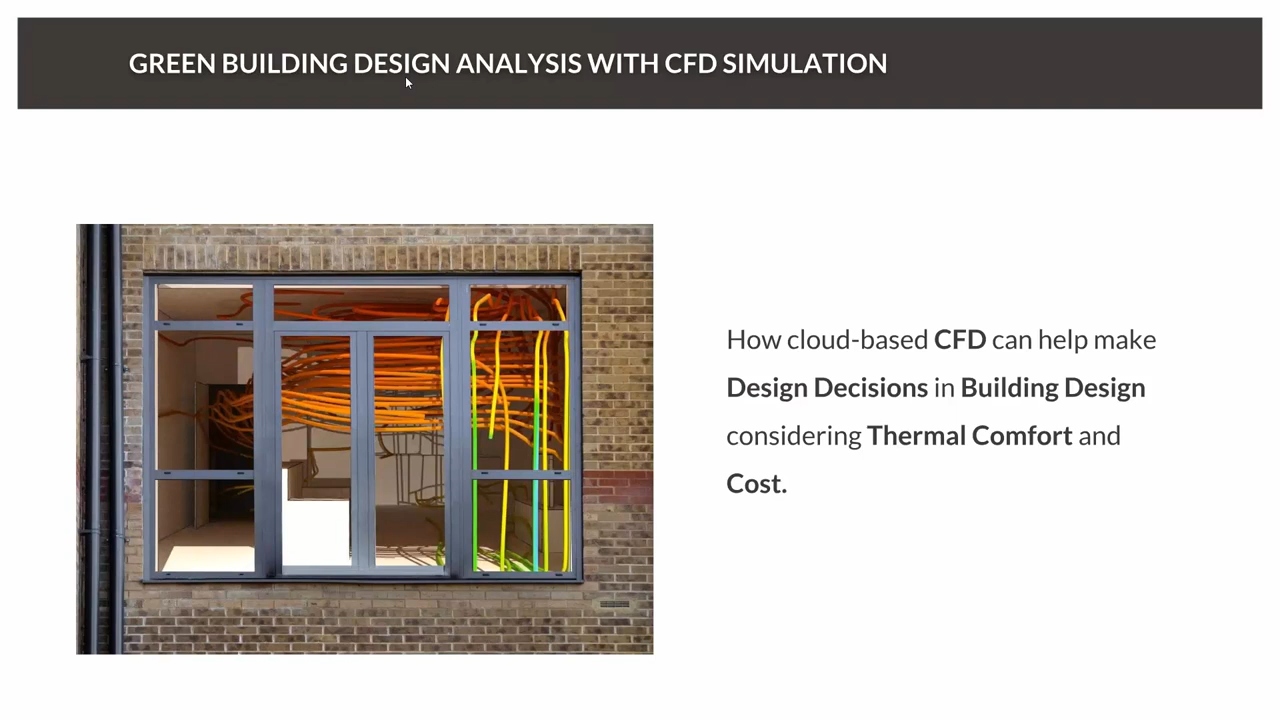 GREEN BUILDING DESIGN ANALYSIS WITH CFD SIMULATION
How cloud-based CFD can help make
Design Decisions in Building Design
considering Thermal Comfort and
Cost.